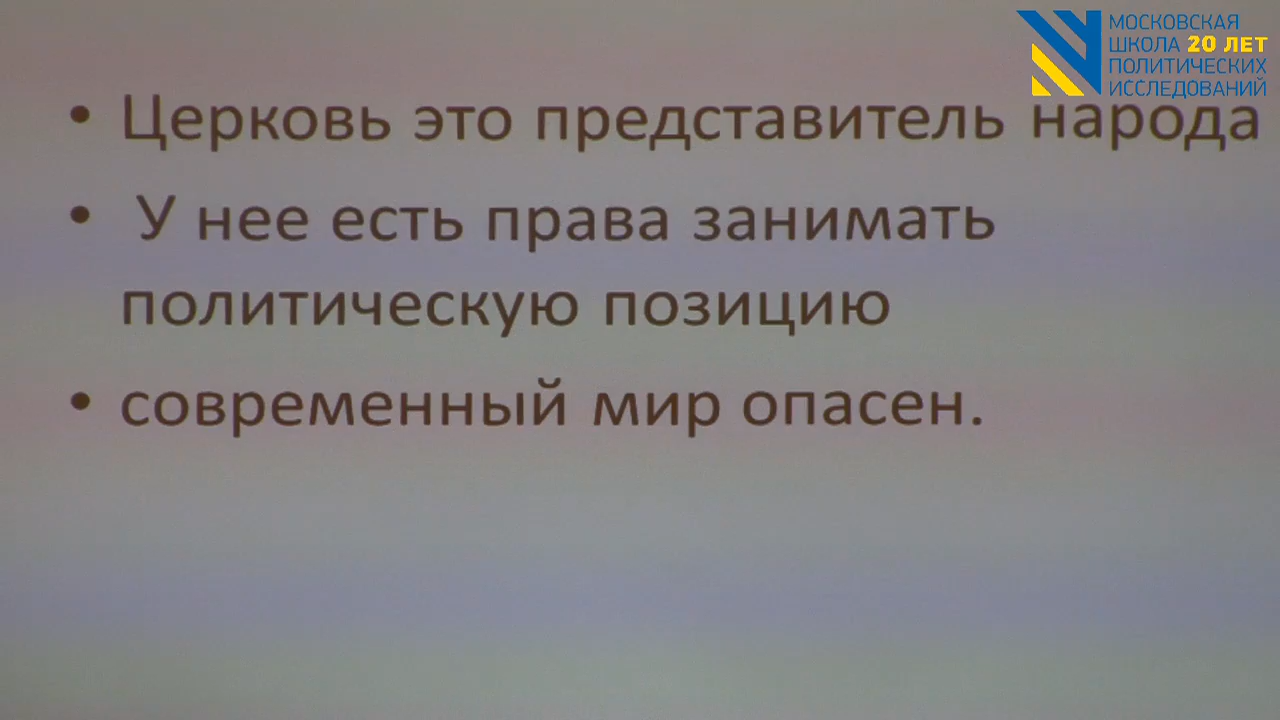 МОСКОВСКАЯ
ШКОЛА 20 ЛЕТ
ПОЛИТИЧЕСКИХ
ИССЛЕДОВАНИЙ
• Церковь это представитель народа
• У нее есть права занимать
политическую позицию
• современный мир опасен.